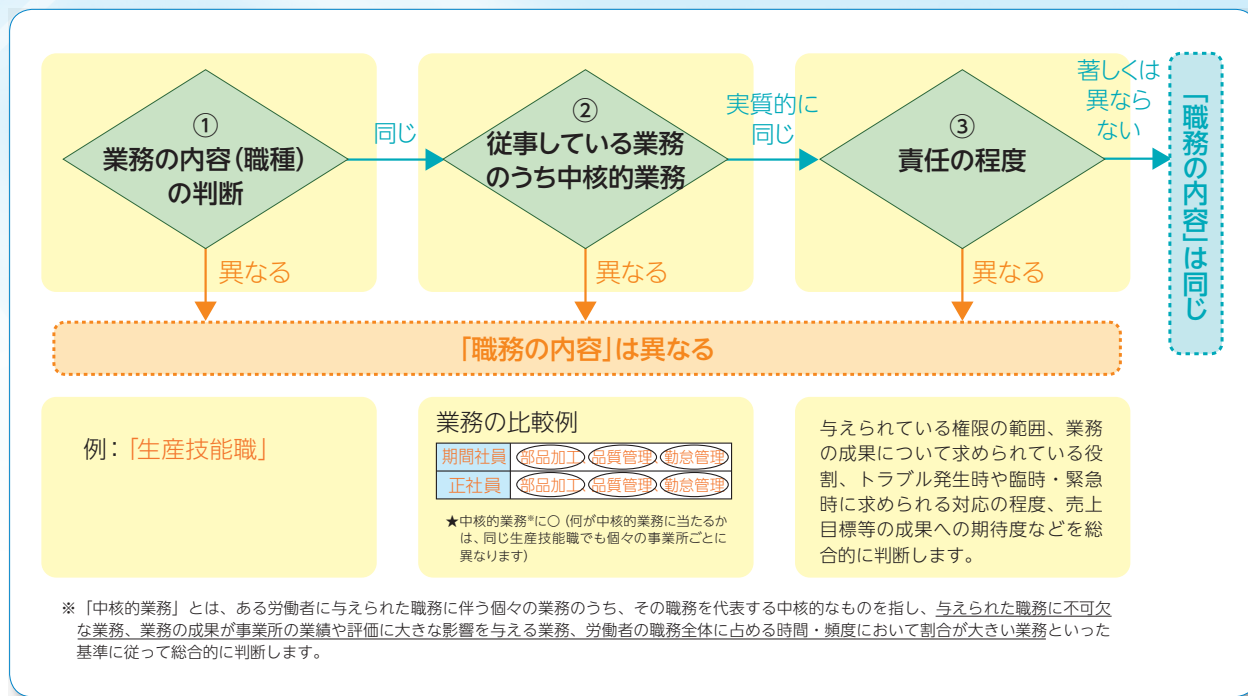 ①
業務の内容(職種)
の判断
同じ
②
従事している業務
のうち中核的業務
実質的に
同じ
③
責任の程度
著しくは
異なら
ない
「職務の内容」は同じ
異なる
異なる
異なる
「職務の内容」は異なる
例：「生産技能職」
業務の比較例
期間社員 部品加工、品質管理、勤怠管理
正社員 部品加工、品質管理、勤怠管理
★中核的業務※に○（何が中核的業務に当たるか
は、同じ生産技能職でも個々の事業所ごとに
異なります）
与えられている権限の範囲、業務
の成果について求められている役
割、トラブル発生時や臨時・緊急
時に求められる対応の程度、売上
目標等の成果への期待度などを総
合的に判断します。
※「中核的業務」とは、ある労働者に与えられた職務に伴う個々の業務のうち、その職務を代表する中核的なものを指し、与えられた職務に不可欠
な業務、業務の成果が事業所の業績や評価に大きな影響を与える業務、労働者の職務全体に占める時間・頻度において割合が大きい業務といった
基準に従って総合的に判断します。